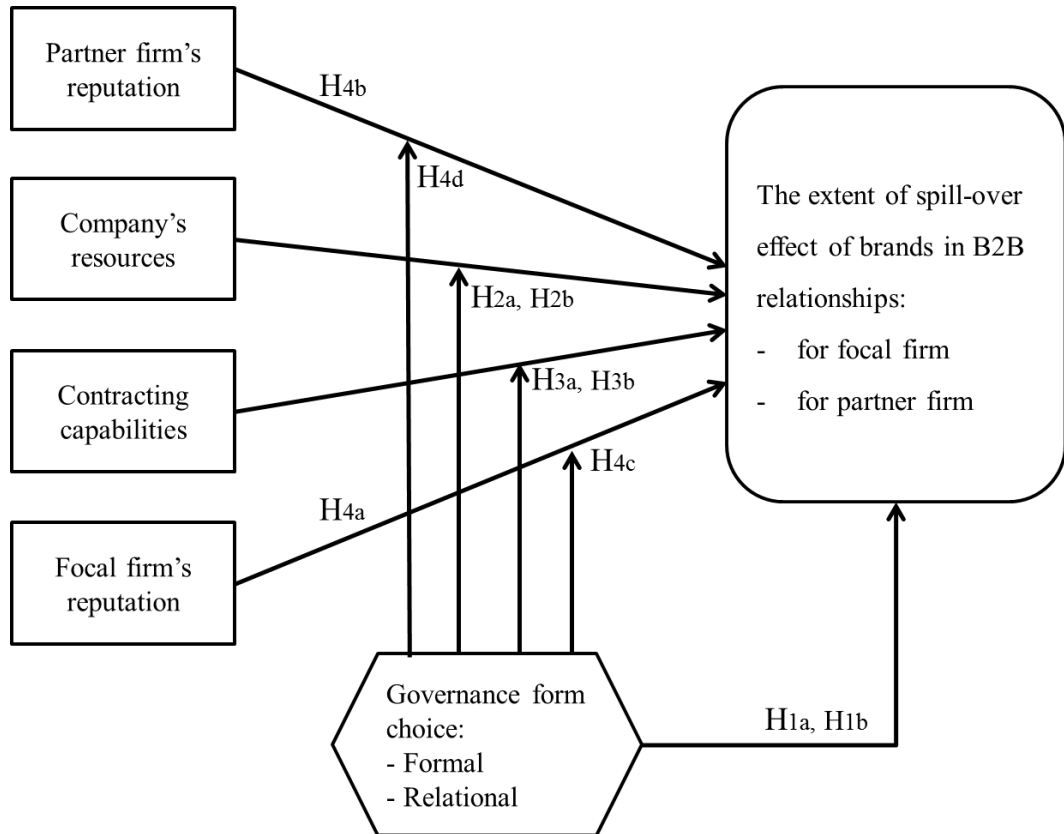 Partner firm's
reputation
H4b
H4d
Company's
resources
H2a, H2b
Contracting
capabilities
H3a, H3b
Focal firm's
reputation
H4a
H4c
The extent of spill-over
effect of brands in B2B
relationships:
- for focal firm
- for partner firm
Governance form
choice:
- Formal
- Relational
H1a, H1b